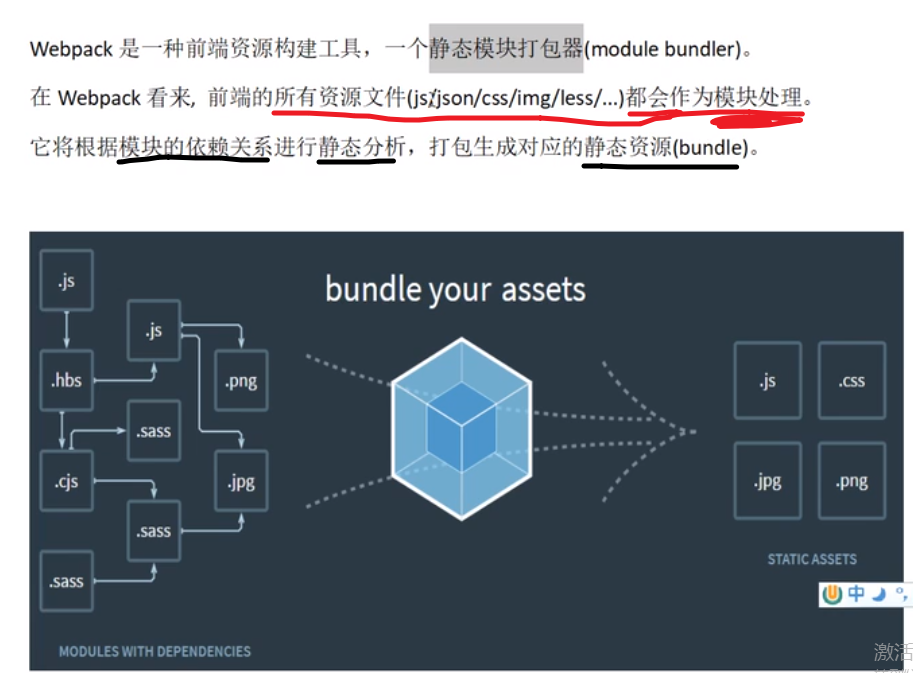 Webpack 是一种前端资源构建工具，一个静态模块打包器(module bundler)。
在 Webpack 看来, 前端的所有资源文件(js/json/css/img/less/...)都会作为模块处理。
它将根据模块的依赖关系进行静态分析，打包生成对应的静态资源(bundle)。
bundle your assets
.js
.js
.hbs
.png
.sass
.cjs
.jpg
.sass
.sass
MODULES WITH DEPENDENCIES
.js
.css
.jpg
.png
STATIC ASSETS
中
激活